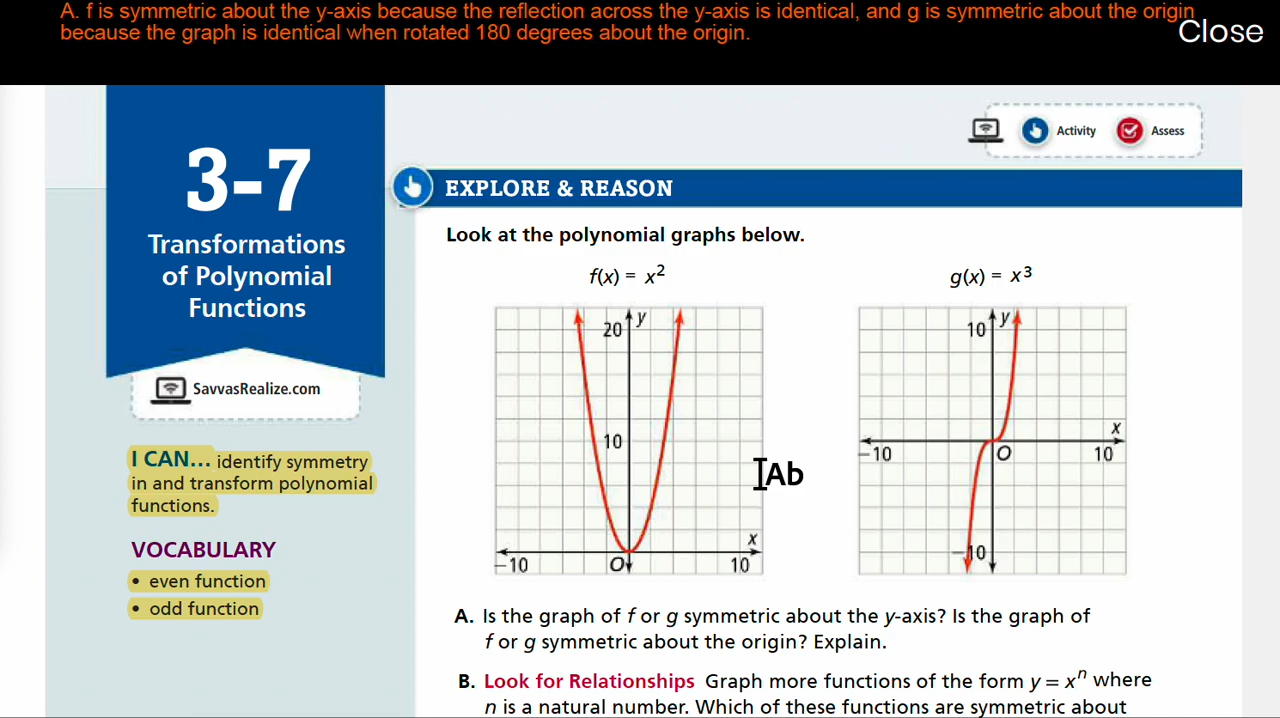 A. f is symmetric about the y-axis because the reflection across the y-axis is identical, and g is symmetric about the origin
because the graph is identical when rotated 180 degrees about the origin.
Close
Activity
Assess
3-7
Transformations
of Polynomial
Functions
SavvasRealize.com
I CAN... identify symmetry
in and transform polynomial
functions.
VOCABULARY
• even function
• odd function
EXPLORE & REASON
Look at the polynomial graphs below.
f(x) = x²
20
y
10
x
−10
O
10
g(x) = x³
10
y
x
−10
O
10
−10
Ab
A. Is the graph of f or g symmetric about the y-axis? Is the graph of
f or g symmetric about the origin? Explain.
B. Look for Relationships Graph more functions of the form y = xⁿ where
n is a natural number. Which of these functions are symmetric about